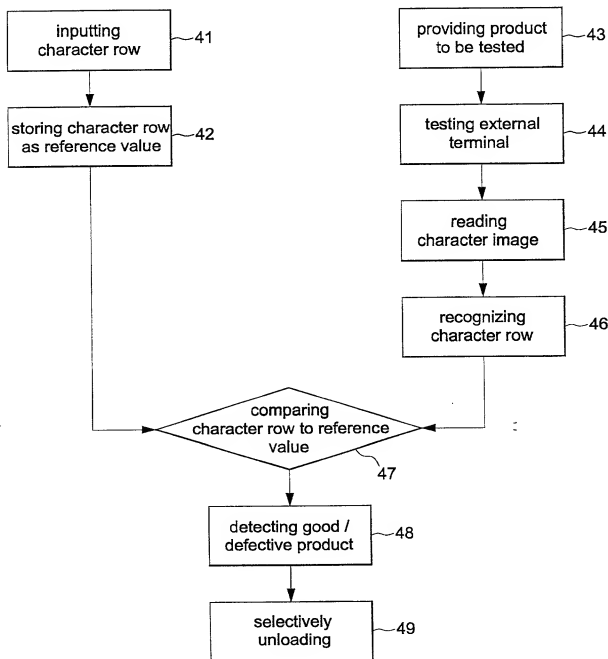 inputting
character row
41
storing character row
as reference value
42
providing product
to be tested
43
testing external
terminal
44
reading
character image
45
recognizing
character row
46
comparing
character row to reference
value
47
detecting good /
defective product
48
selectively
unloading
49